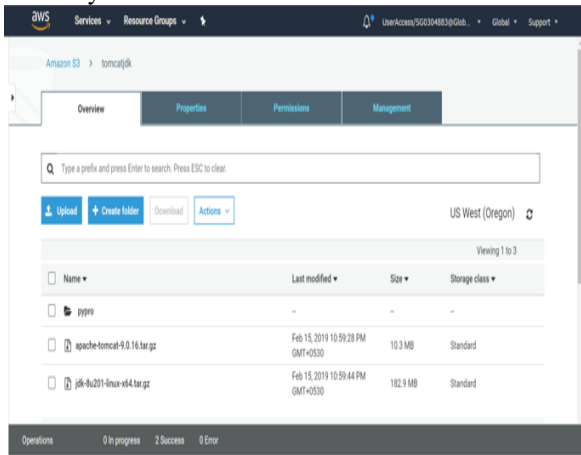 aws Services Resource Groups UserAccess/SG0304883@Glob... Global Support
Amazon S3 > tomcatjdk
Overview Properties Permissions Management
Type a prefix and press Enter to search. Press ESC to clear.
Upload + Create folder Download Actions US West (Oregon)
Viewing 1 to 3
Name Last modified Size Storage class
pypro -- -- --
apache-tomcat-9.0.16.tar.gz Feb 15, 2019 10:59:28 PM GMT+0530 10.3 MB Standard
jdk-8u201-linux-x64.tar.gz Feb 15, 2019 10:59:44 PM GMT+0530 182.9 MB Standard
Operations 0 In progress 2 Success 0 Error